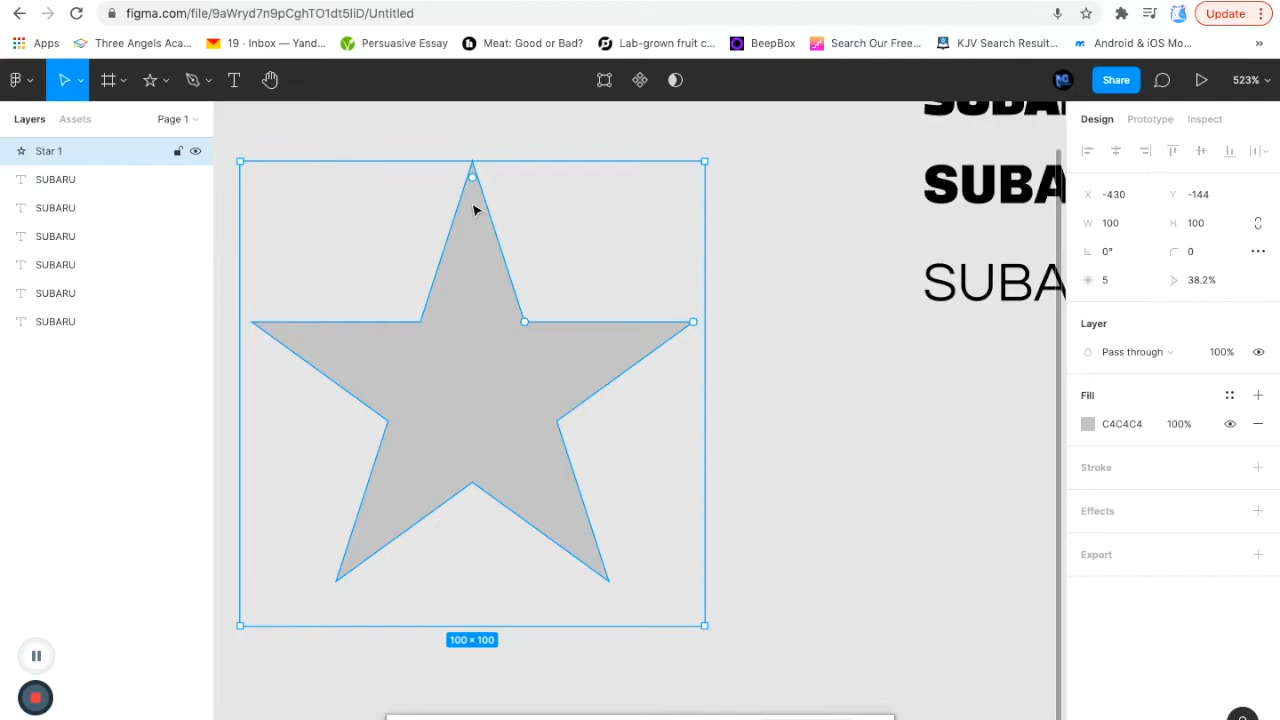 figma.com/file/9aWryd7n9pCghTO1dt5liD/Untitled
Update
Apps
Three Angels Aca...
19 · Inbox — Yand...
Persuasive Essay
Meat: Good or Bad?
Lab-grown fruit c...
BeepBox
Search Our Free...
KJV Search Result...
Android & iOS Mo...
»
Share
523%
Layers
Assets
Page 1
Star 1
SUBARU
SUBARU
SUBARU
SUBARU
SUBARU
SUBARU
SUBA
SUBA
100 × 100
Design
Prototype
Inspect
X -430
Y -144
W 100
H 100
0°
0
5
38.2%
Layer
Pass through
100%
Fill
C4C4C4
100%
Stroke
Effects
Export